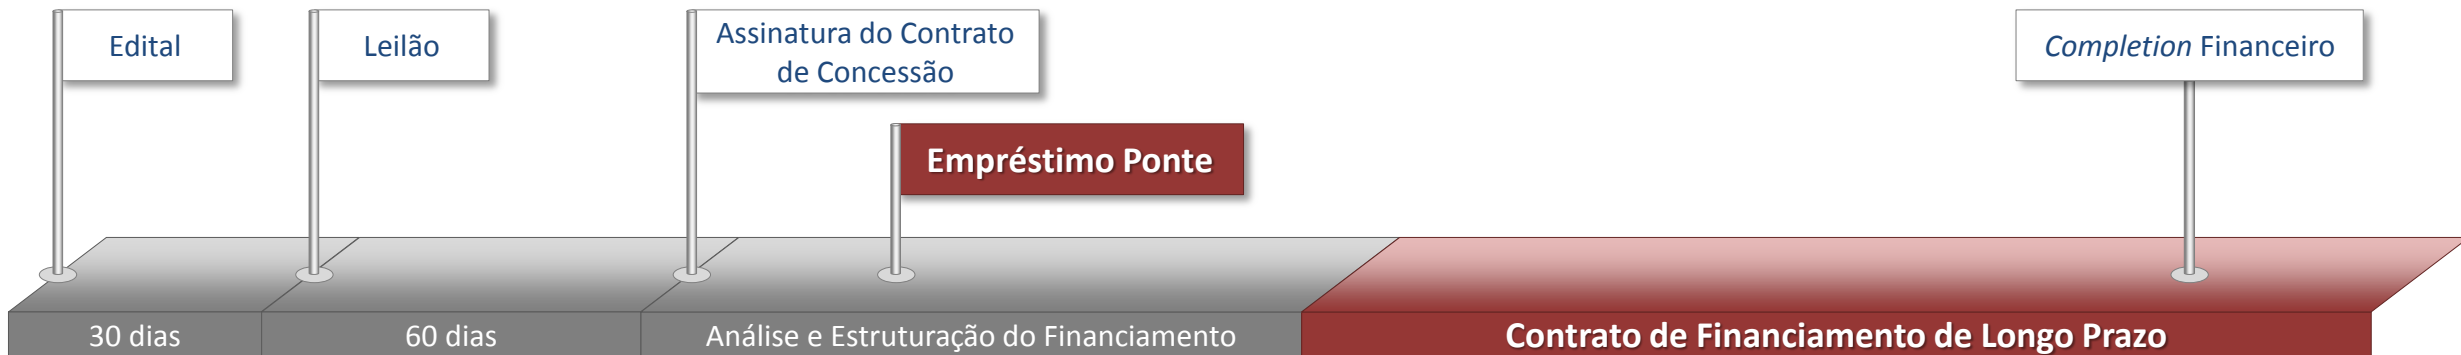 Edital
Leilão
Assinatura do Contrato
de Concessão
Completion Financeiro
Empréstimo Ponte
30 dias
60 dias
Análise e Estruturação do Financiamento
Contrato de Financiamento de Longo Prazo